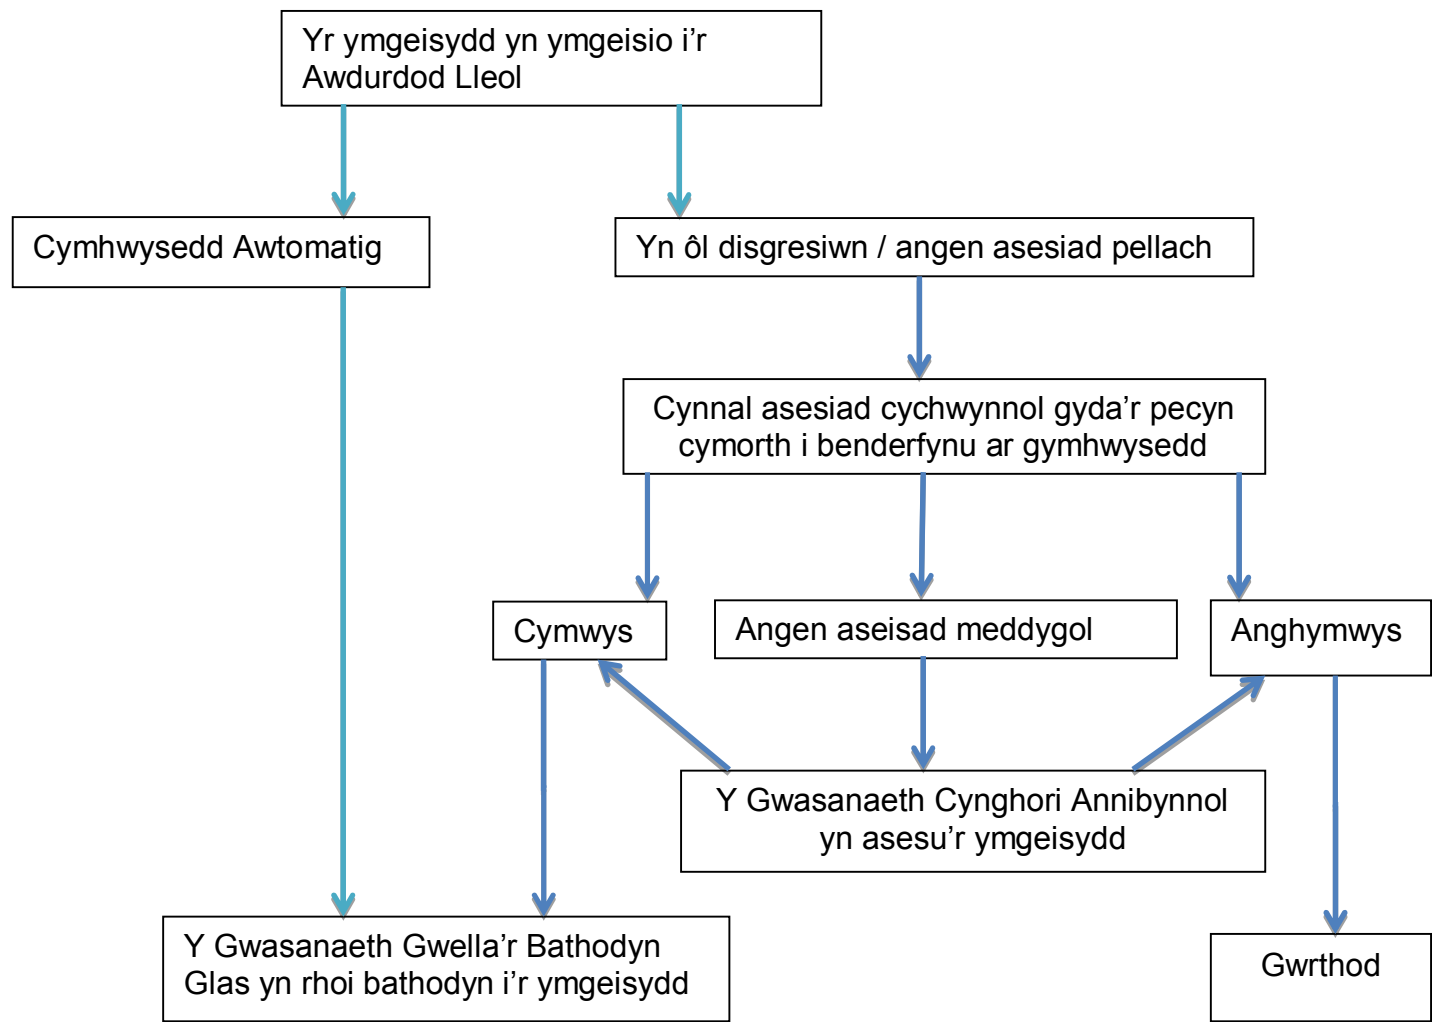 Yr ymgeisydd yn ymgeisio i’r
Awdurdod Lleol
Cymhwysedd Awtomatig
Yn ôl disgresiwn / angen asesiad pellach
Cynnal asesiad cychwynnol gyda’r pecyn
cymorth i benderfynu ar gymhwysedd
Cymwys
Angen aseisad meddygol
Anghymwys
Y Gwasanaeth Cynghori Annibynnol
yn asesu’r ymgeisydd
Y Gwasanaeth Gwella’r Bathodyn
Glas yn rhoi bathodyn i’r ymgeisydd
Gwrthod